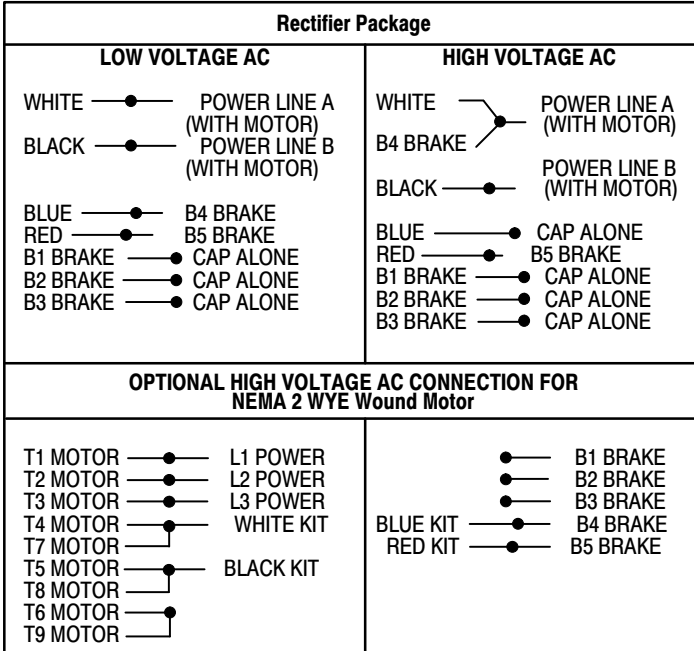 Rectifier Package
LOW VOLTAGE AC
WHITE POWER LINE A
(WITH MOTOR)
BLACK POWER LINE B
(WITH MOTOR)
BLUE B4 BRAKE
RED B5 BRAKE
B1 BRAKE CAP ALONE
B2 BRAKE CAP ALONE
B3 BRAKE CAP ALONE
HIGH VOLTAGE AC
WHITE POWER LINE A
(WITH MOTOR)
B4 BRAKE
POWER LINE B
BLACK (WITH MOTOR)
BLUE CAP ALONE
RED B5 BRAKE
B1 BRAKE CAP ALONE
B2 BRAKE CAP ALONE
B3 BRAKE CAP ALONE
OPTIONAL HIGH VOLTAGE AC CONNECTION FOR
NEMA 2 WYE Wound Motor
T1 MOTOR L1 POWER
T2 MOTOR L2 POWER
T3 MOTOR L3 POWER
T4 MOTOR WHITE KIT
T7 MOTOR
T5 MOTOR BLACK KIT
T8 MOTOR
T6 MOTOR
T9 MOTOR
B1 BRAKE
B2 BRAKE
B3 BRAKE
BLUE KIT B4 BRAKE
RED KIT B5 BRAKE